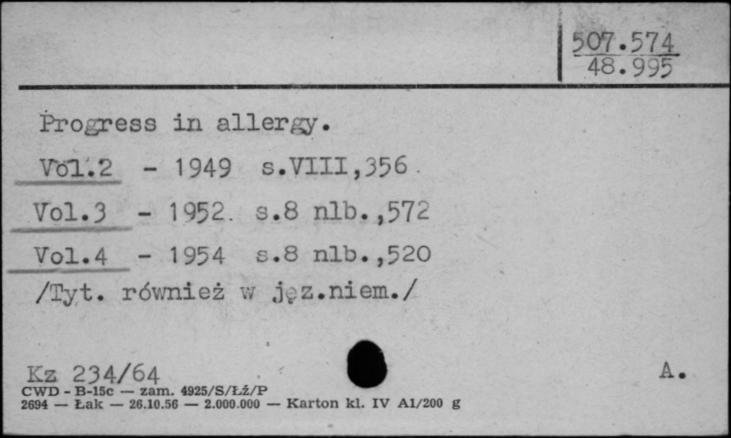 507.574
48.995
Progress in allergy.
Vol.2 - 1949 s.VIII,356.
Vol.3 - 1952. s.8 nlb.,572
Vol.4 - 1954 s.8 nlb.,520
/Tyt. również w jęz.niem./
Kz 234/64 A.
CWD - B-15c — zam. 4925/S/Łź/P
2694 — Łak — 26.10.56 — 2.000.000 — Karton kl. IV A1/200 g